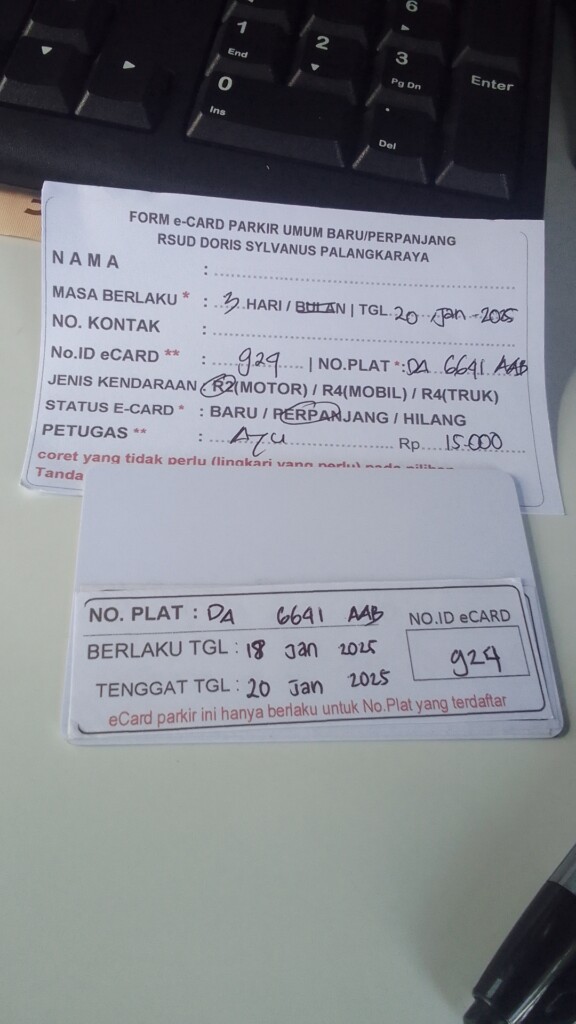 6
1
End
2
3
Pg Dn
Enter
0
Ins
.
Del
FORM e-CARD PARKIR UMUM BARU/PERPANJANG
RSUD DORIS SYLVANUS PALANGKARAYA
NAMA :
MASA BERLAKU * : 3 HARI / BULAN | TGL 20 Jan - 2025
NO. KONTAK :
No.ID eCARD ** : 924 | NO.PLAT *: DA 6641 AAB
JENIS KENDARAAN : R2(MOTOR) / R4(MOBIL) / R4(TRUK)
STATUS E-CARD * : BARU / PERPANJANG / HILANG
PETUGAS ** : Ayu Rp. 15.000
coret yang tidak perlu (lingkari yang perlu) pada
Tanda
NO. PLAT : DA 6641 AAB
NO.ID eCARD
BERLAKU TGL : 18 Jan 2025
924
TENGGAT TGL : 20 Jan 2025
eCard parkir ini hanya berlaku untuk No.Plat yang terdaftar